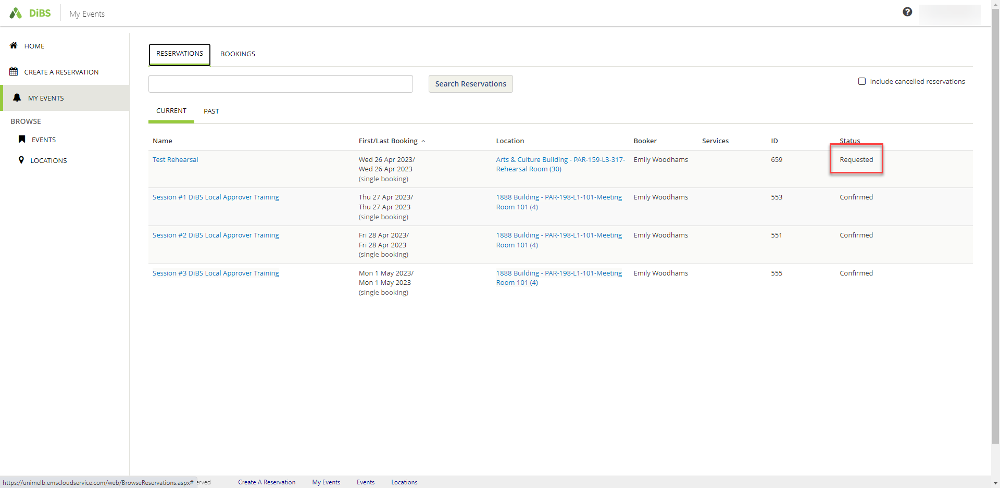 DiBS
My Events
HOME
CREATE A RESERVATION
MY EVENTS
BROWSE
EVENTS
LOCATIONS
RESERVATIONS BOOKINGS
Search Reservations
Include cancelled reservations
CURRENT PAST
Name First/Last Booking Location Booker Services ID Status
Test Rehearsal Wed 26 Apr 2023/ Arts & Culture Building - PAR-159-L3-317- Emily Woodhams 659 Requested
Wed 26 Apr 2023 Rehearsal Room (30)
(single booking)
Session #1 DiBS Local Approver Training Thu 27 Apr 2023/ 1888 Building - PAR-198-L1-101-Meeting Emily Woodhams 553 Confirmed
Thu 27 Apr 2023 Room 101 (4)
(single booking)
Session #2 DiBS Local Approver Training Fri 28 Apr 2023/ 1888 Building - PAR-198-L1-101-Meeting Emily Woodhams 551 Confirmed
Fri 28 Apr 2023 Room 101 (4)
(single booking)
Session #3 DiBS Local Approver Training Mon 1 May 2023/ 1888 Building - PAR-198-L1-101-Meeting Emily Woodhams 555 Confirmed
Mon 1 May 2023 Room 101 (4)
(single booking)
https://unimelb.emscloudservice.com/web/BrowseReservations.aspx# erved Create A Reservation My Events Events Locations